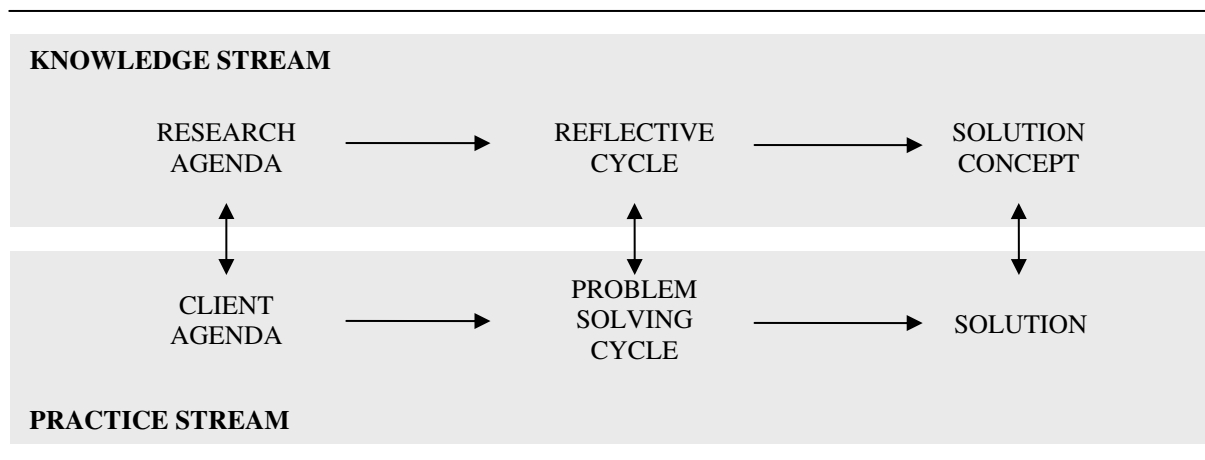 KNOWLEDGE STREAM
RESEARCH
AGENDA
REFLECTIVE
CYCLE
SOLUTION
CONCEPT
CLIENT
AGENDA
PROBLEM
SOLVING
CYCLE
SOLUTION
PRACTICE STREAM